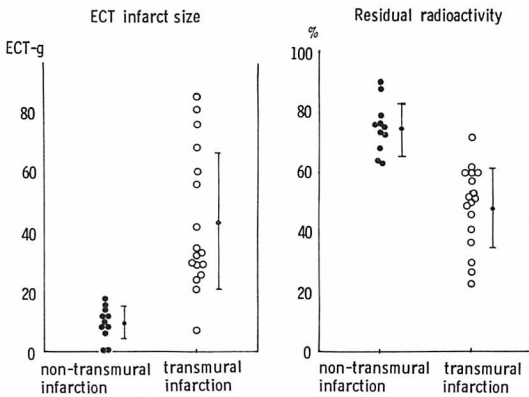 ECT infarct size
ECT-g
80
60
40
20
0
non-transmural
infarction
transmural
infarction
Residual radioactivity
%
100
80
60
40
20
0
non-transmural
infarction
transmural
infarction